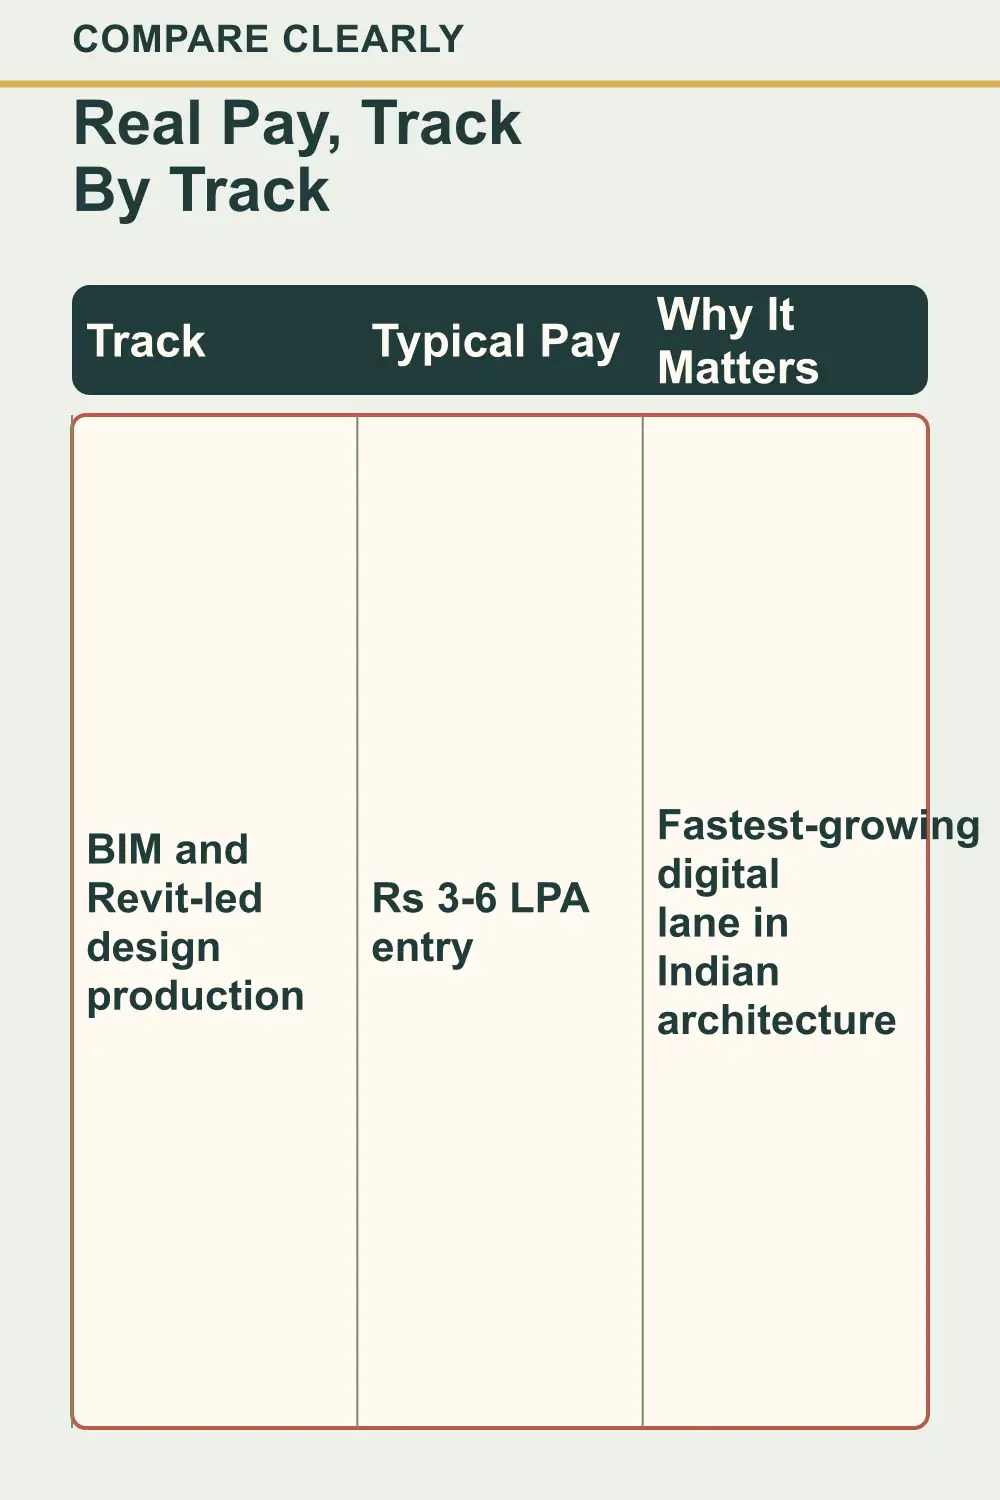 COMPARE CLEARLY
Real Pay, Track
By Track
Track
Typical Pay
Why It
Matters
BIM and
Revit-led
design
production
Rs 3-6 LPA
entry
Fastest-growing
digital
lane in
Indian
architecture